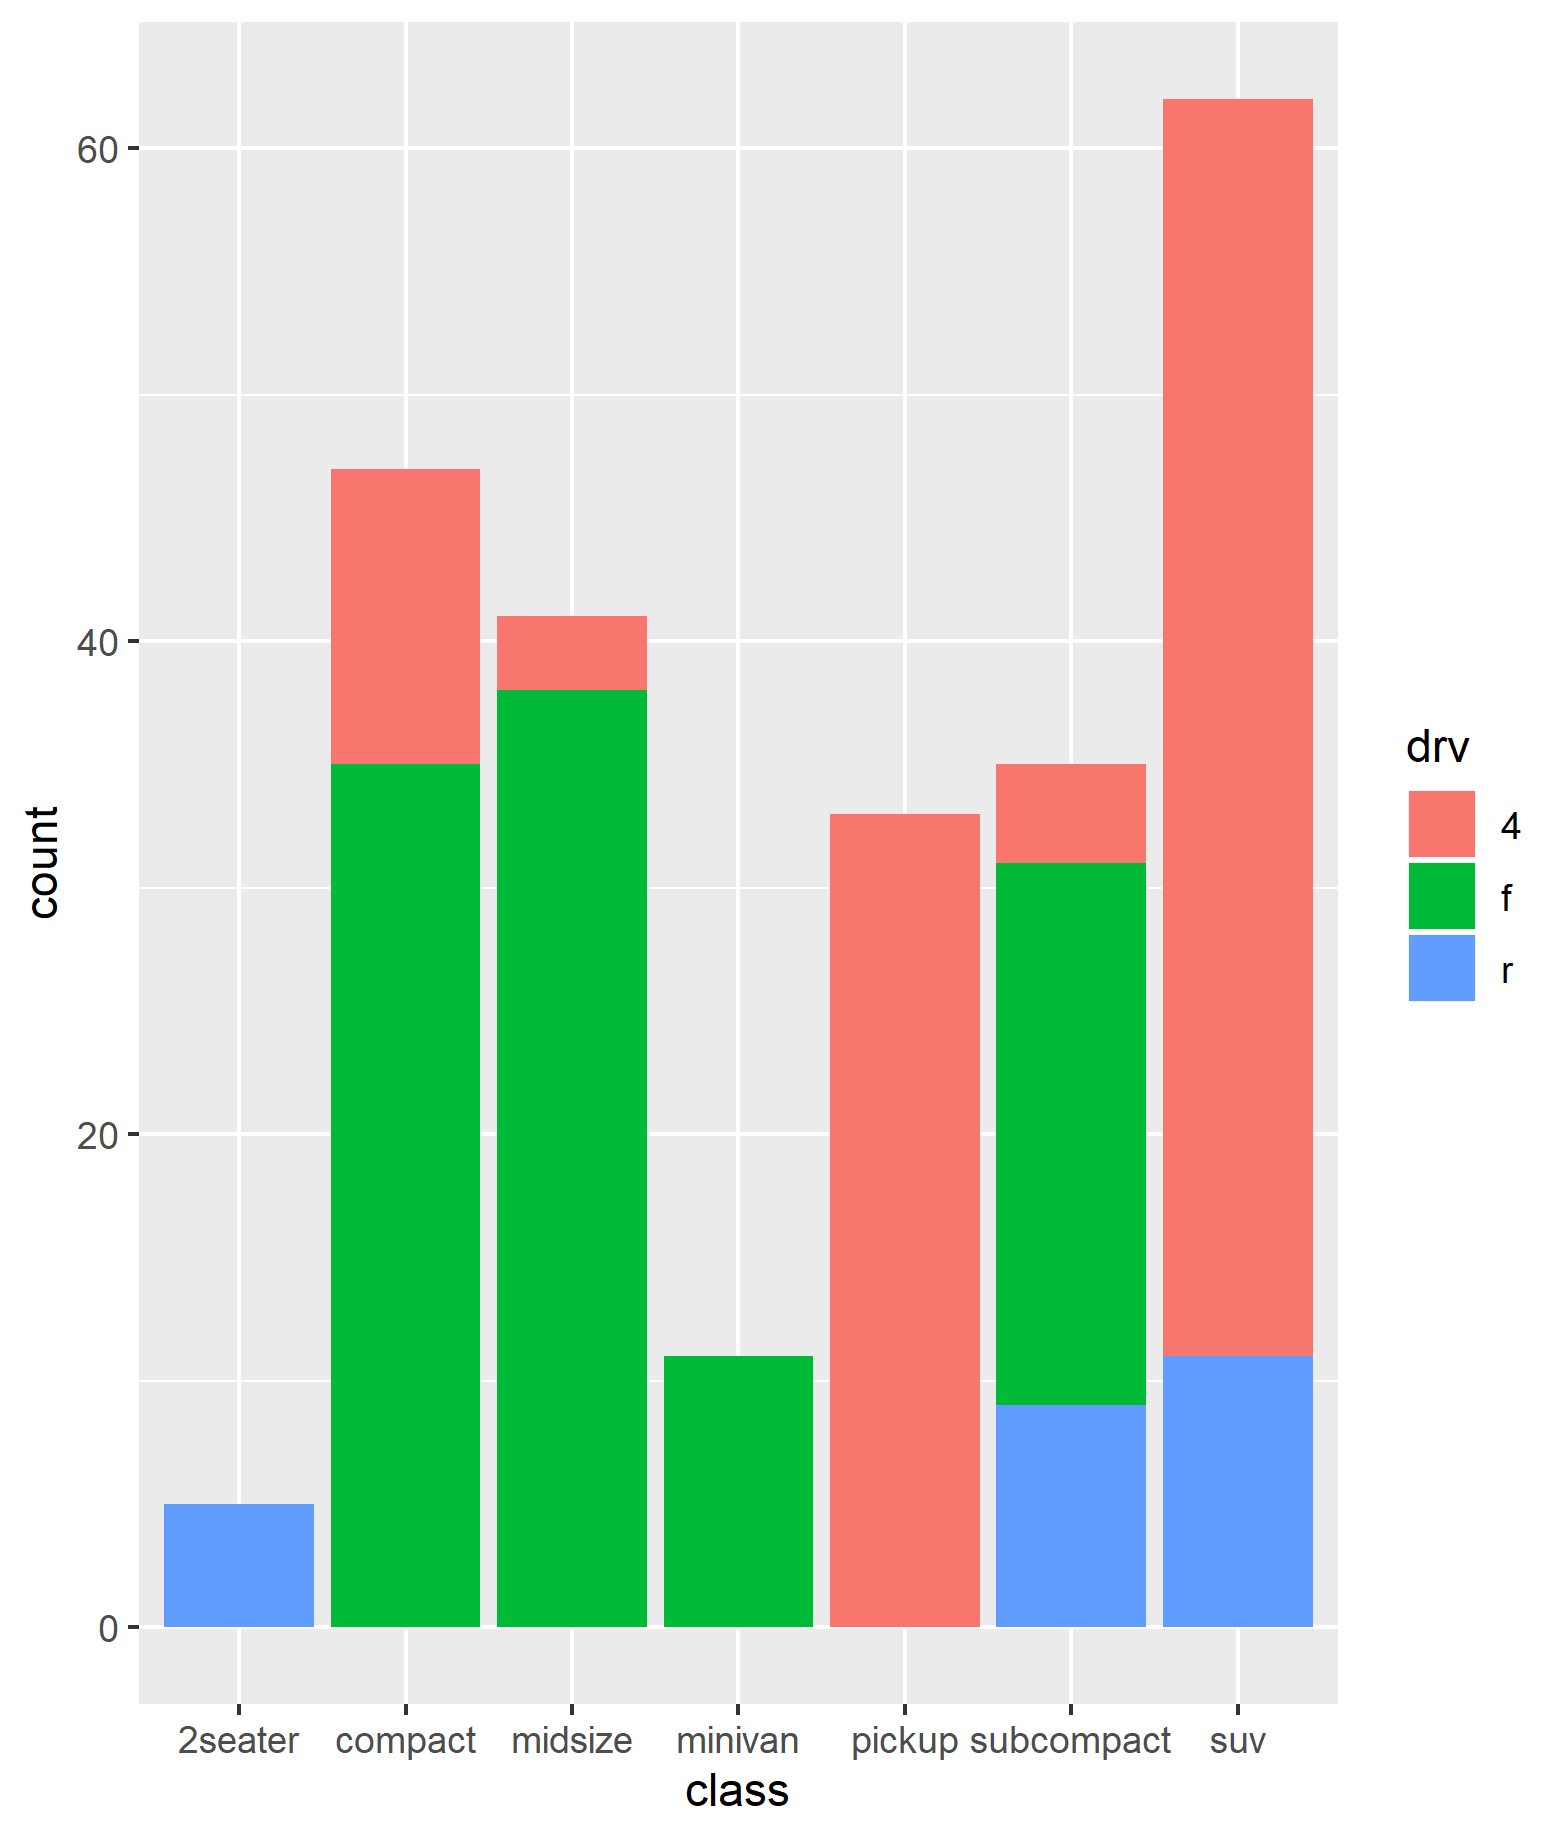 60
40
20
0
count
2seater compact midsize minivan pickup subcompact suv
class
drv
4
f
r